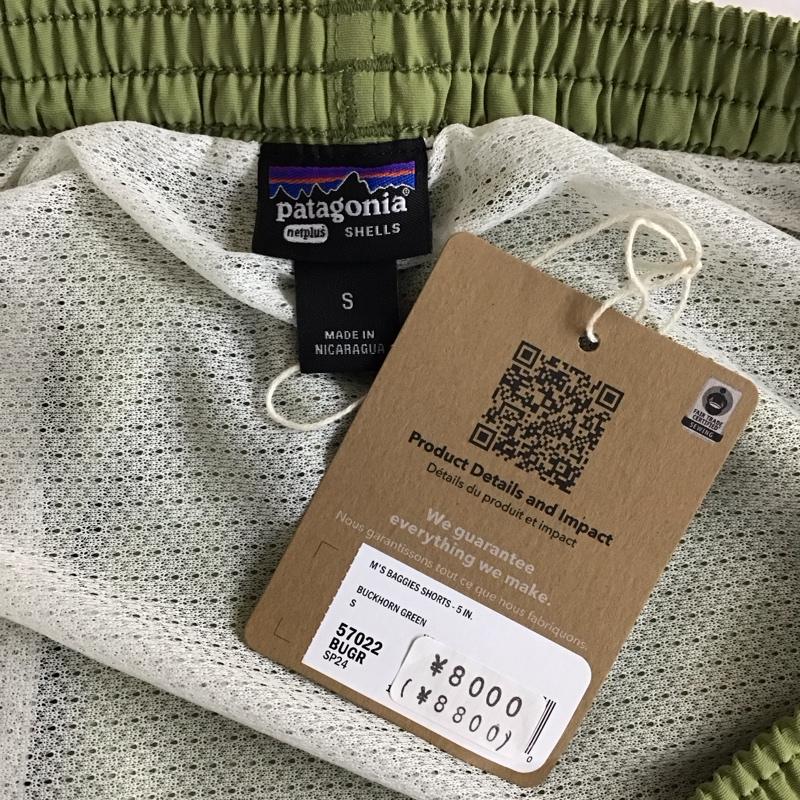 patagonia®
netplus® SHELLS
S
MADE IN
NICARAGUA
FAIR TRADE
CERTIFIED
SEWING
Product Details and Impact
Détails du produit et impact
We guarantee
everything we make.
Nous garantissons tout ce que nous fabriquons.
M'S BAGGIES SHORTS - 5 IN.
BUCKHORN GREEN
S
57022
BUGR
SP24
¥8000
(¥8800)
0